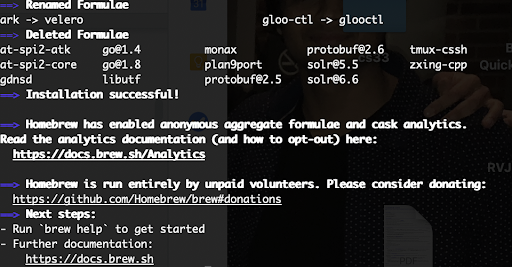 ==> Renamed Formulae
ark -> velero gloo-ctl -> glooctl
==> Deleted Formulae
at-spi2-atk go@1.4 monax protobuf@2.6 tmux-cssh
at-spi2-core go@1.8 plan9port solr@5.5 zxing-cpp
gdnsd libutf protobuf@2.5 solr@6.6
==> Installation successful!
==> Homebrew has enabled anonymous aggregate formulae and cask analytics.
Read the analytics documentation (and how to opt-out) here:
https://docs.brew.sh/Analytics
==> Homebrew is run entirely by unpaid volunteers. Please consider donating:
https://github.com/Homebrew/brew#donations
==> Next steps:
- Run `brew help` to get started
- Further documentation:
https://docs.brew.sh
cs33
B
Quick
RVJ
PDF